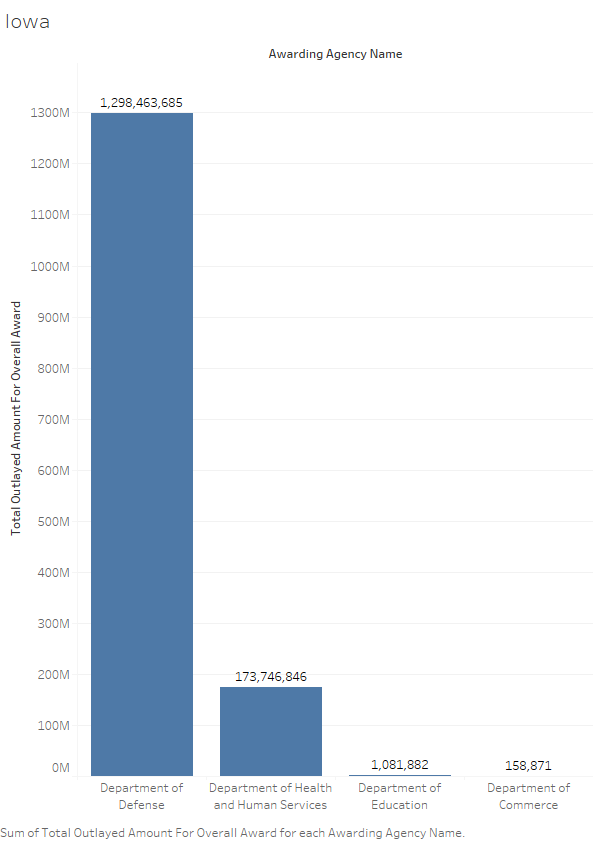 Iowa
Awarding Agency Name
Total Outlayed Amount For Overall Award
1300M
1200M
1100M
1000M
900M
800M
700M
600M
500M
400M
300M
200M
100M
0M
1,298,463,685
173,746,846
1,081,882
158,871
Department of
Defense
Department of Health
and Human Services
Department of
Education
Department of
Commerce
Sum of Total Outlayed Amount For Overall Award for each Awarding Agency Name.